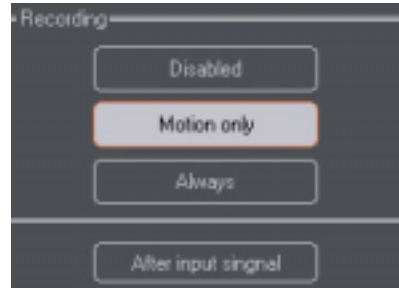 Recording
Disabled
Motion only
Always
After input singnal